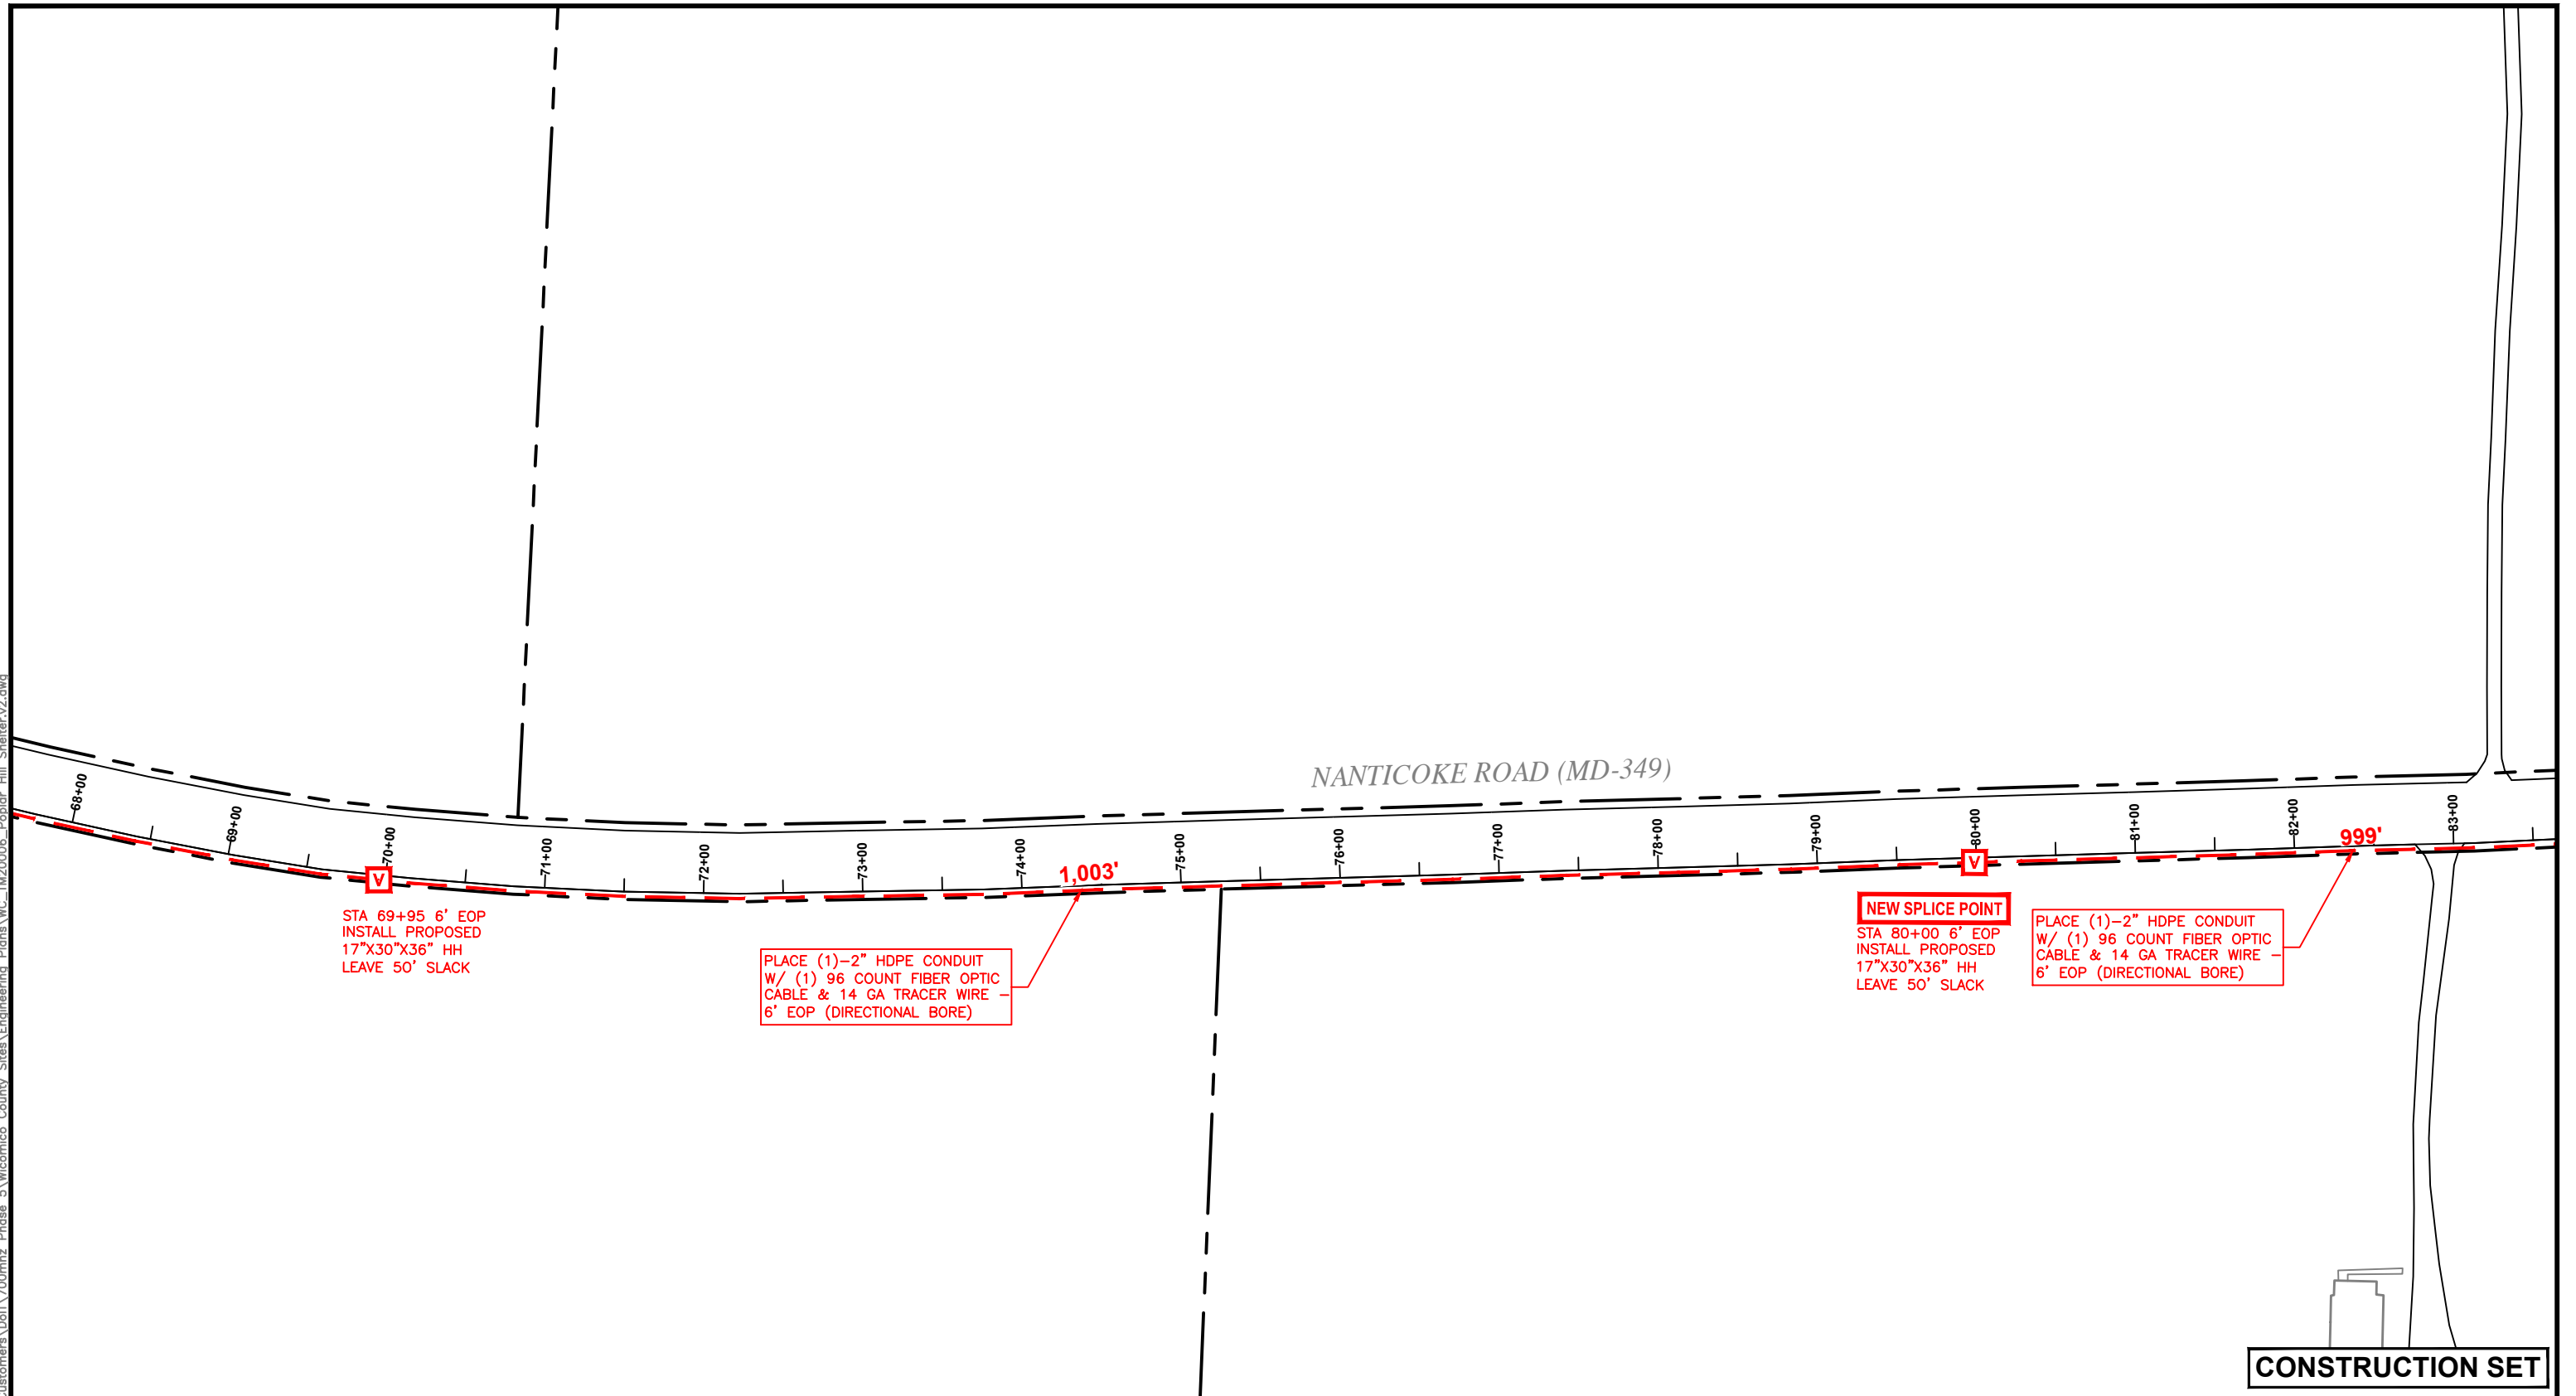 NANTICOKE ROAD (MD-349)
68+00
69+00
70+00
71+00
72+00
73+00
74+00
75+00
76+00
77+00
78+00
79+00
80+00
81+00
82+00
83+00
1,003'
999'
V
STA 69+95 6' EOP
INSTALL PROPOSED
17"X30"X36" HH
LEAVE 50' SLACK
PLACE (1)-2" HDPE CONDUIT
W/ (1) 96 COUNT FIBER OPTIC
CABLE & 14 GA TRACER WIRE -
6' EOP (DIRECTIONAL BORE)
V
NEW SPLICE POINT
STA 80+00 6' EOP
INSTALL PROPOSED
17"X30"X36" HH
LEAVE 50' SLACK
PLACE (1)-2" HDPE CONDUIT
W/ (1) 96 COUNT FIBER OPTIC
CABLE & 14 GA TRACER WIRE -
6' EOP (DIRECTIONAL BORE)
CONSTRUCTION SET